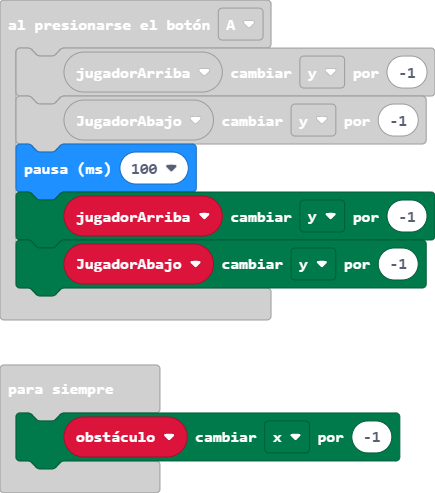 al presionarse el botón A
jugadorArriba cambiar y por -1
JugadorAbajo cambiar y por -1
pausa (ms) 100
jugadorArriba cambiar y por -1
JugadorAbajo cambiar y por -1
para siempre
obstáculo cambiar x por -1